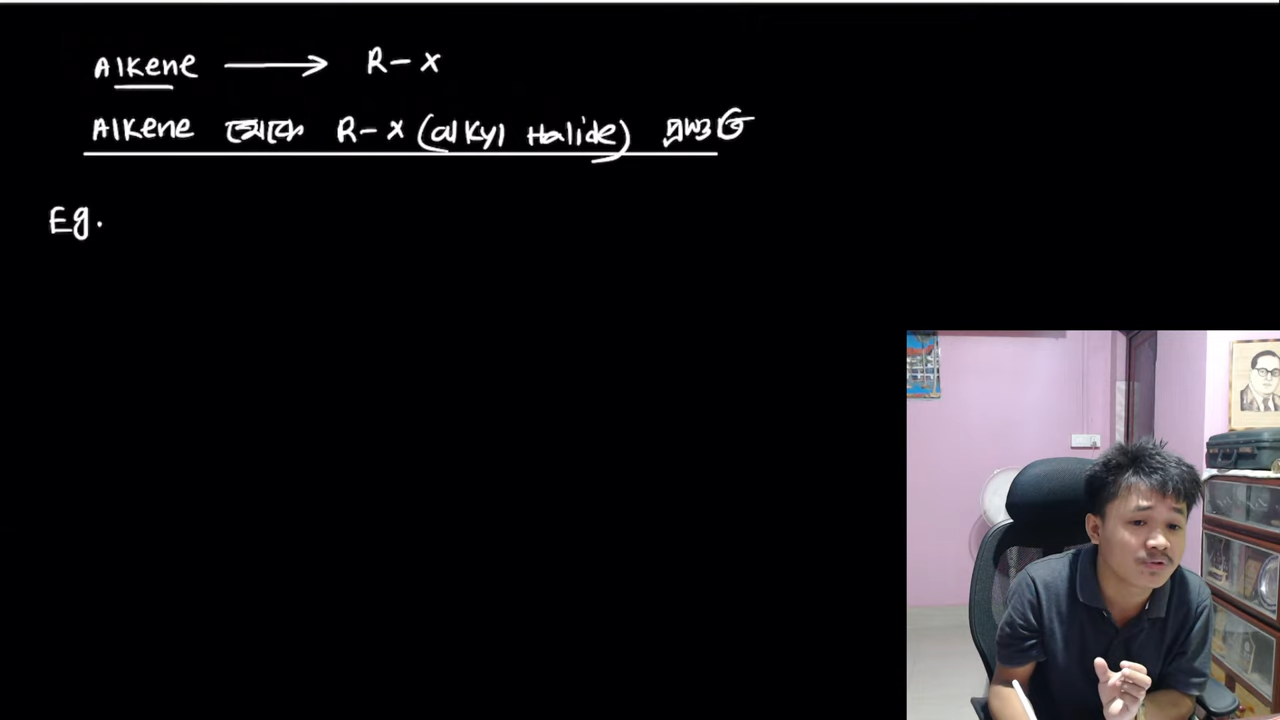 Alkene ⟶ R-X
Alkene থেকে R-X (alkyl Halide) প্রস্তুতি
Eg.